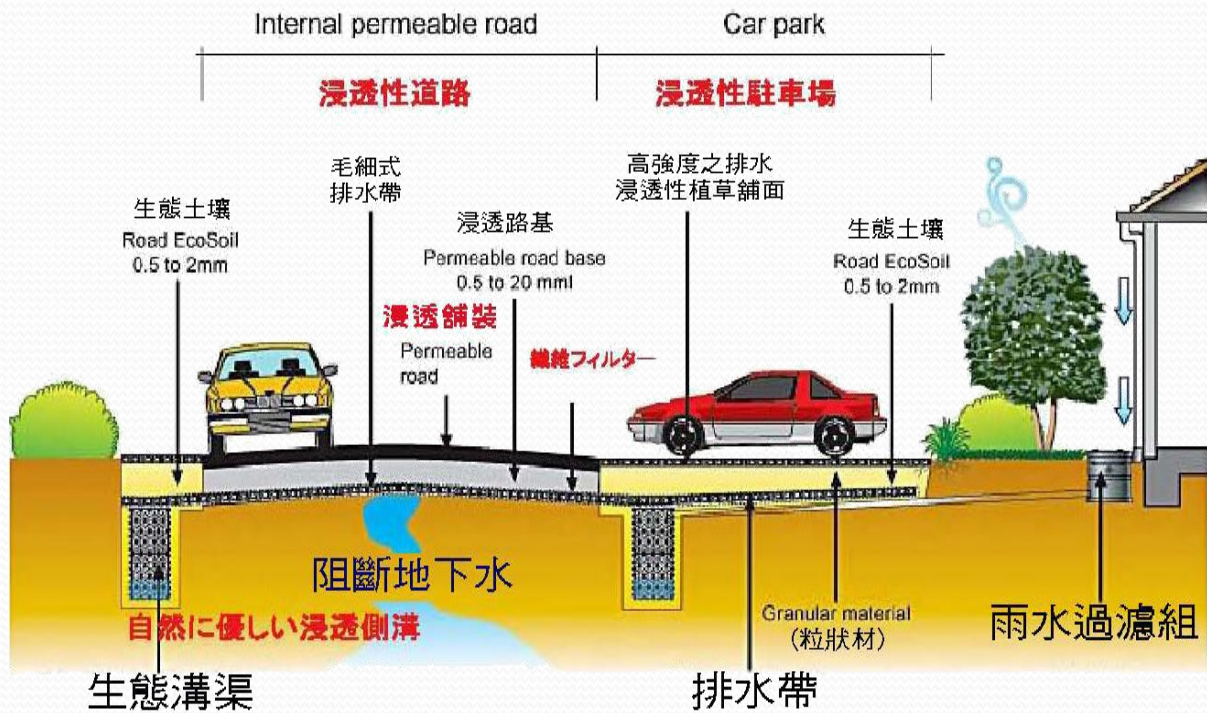 Internal permeable road
Car park
浸透性道路
浸透性駐車場
毛細式
排水帶
高強度之排水
浸透性植草舖面
生態土壤
Road EcoSoil
0.5 to 2mm
浸透路基
Permeable road base
0.5 to 20 mml
生態土壤
Road EcoSoil
0.5 to 2mm
浸透舖裝
Permeable
road
繊維フィルター
阻斷地下水
自然に優しい浸透側溝
Granular material
(粒狀材)
雨水過濾組
生態溝渠
排水帶